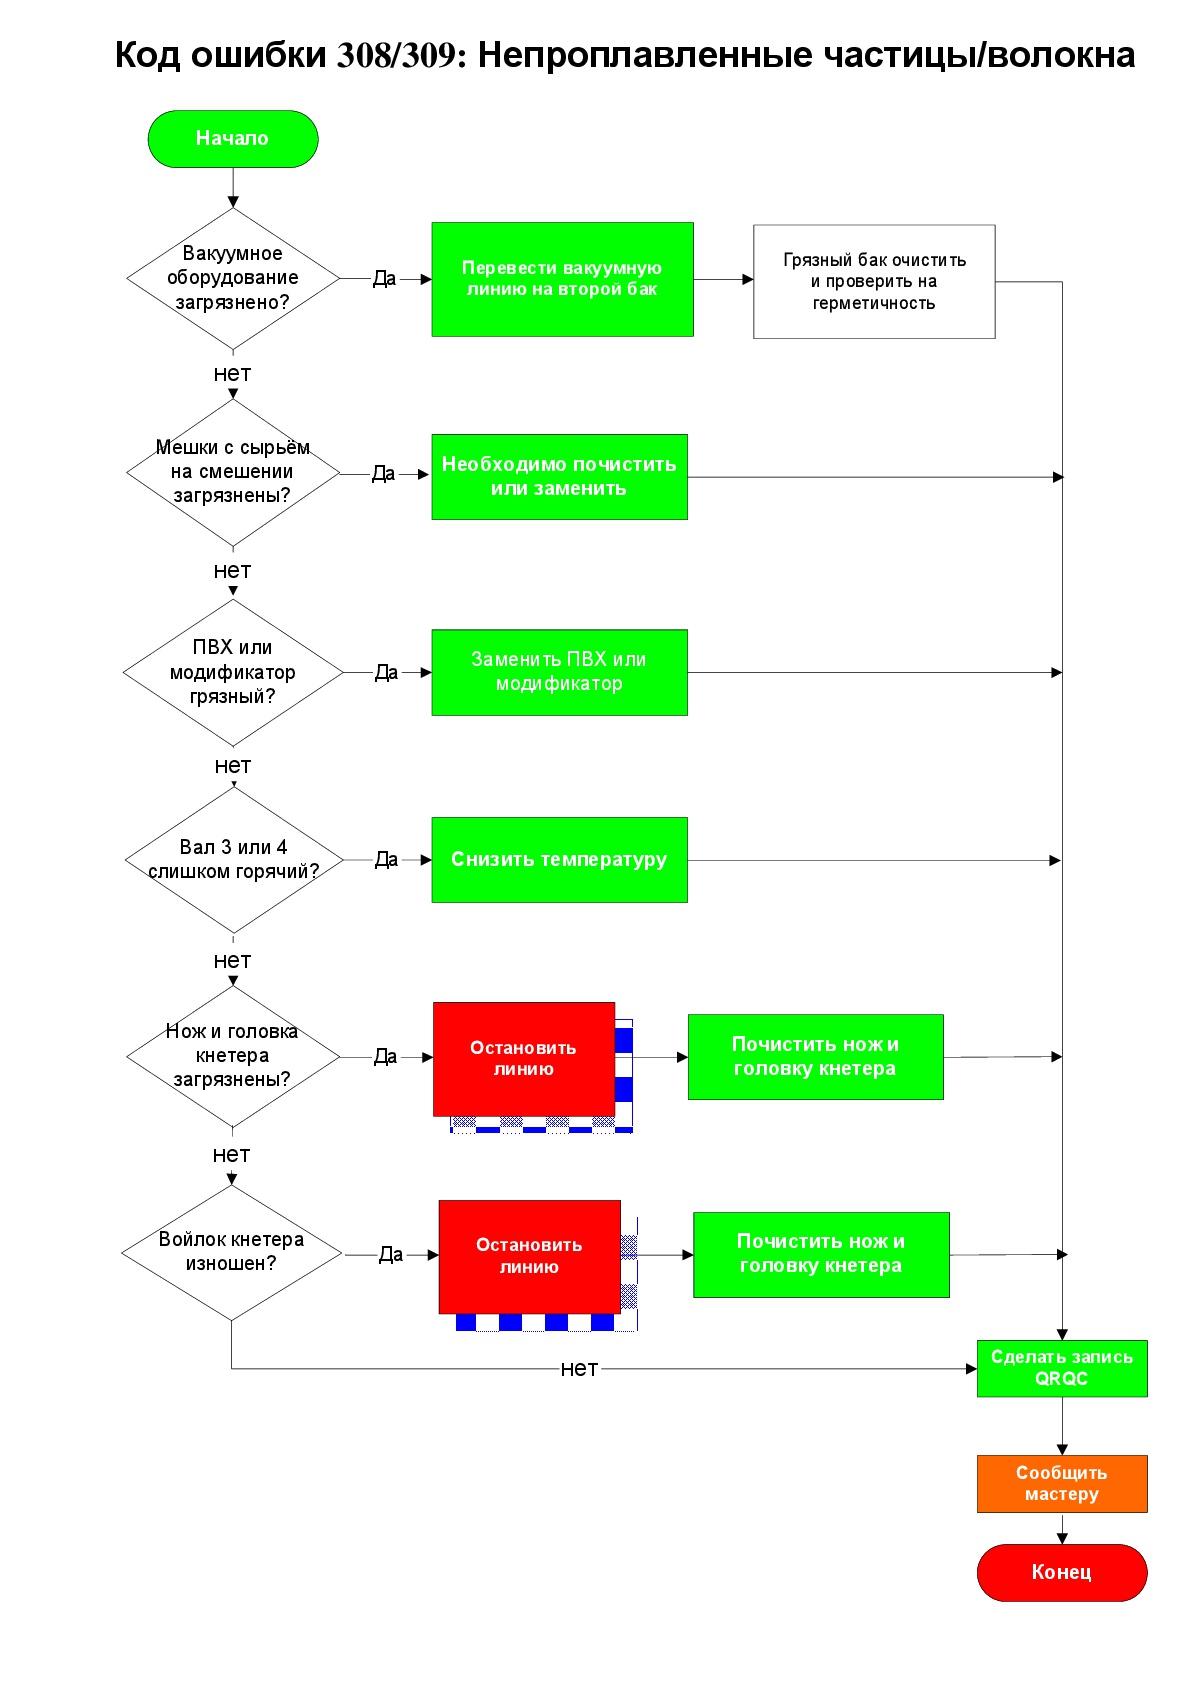 Код ошибки 308/309: Непроплавленные частицы/волокна
Начало
Вакуумное
оборудование
загрязнено?
Да
Перевести вакуумную
линию на второй бак
Грязный бак очистить
и проверить на
герметичность
нет
Мешки с сырьём
на смешении
загрязнены?
Да
Необходимо почистить
или заменить
нет
ПВХ или
модификатор
грязный?
Да
Заменить ПВХ или
модификатор
нет
Вал 3 или 4
слишком горячий?
Да
Снизить температуру
нет
Нож и головка
кнетера
загрязнены?
Да
Остановить
линию
Почистить нож и
головку кнетера
нет
Войлок кнетера
изношен?
Да
Остановить
линию
Почистить нож и
головку кнетера
нет
Сделать запись
QRQC
Сообщить
мастеру
Конец